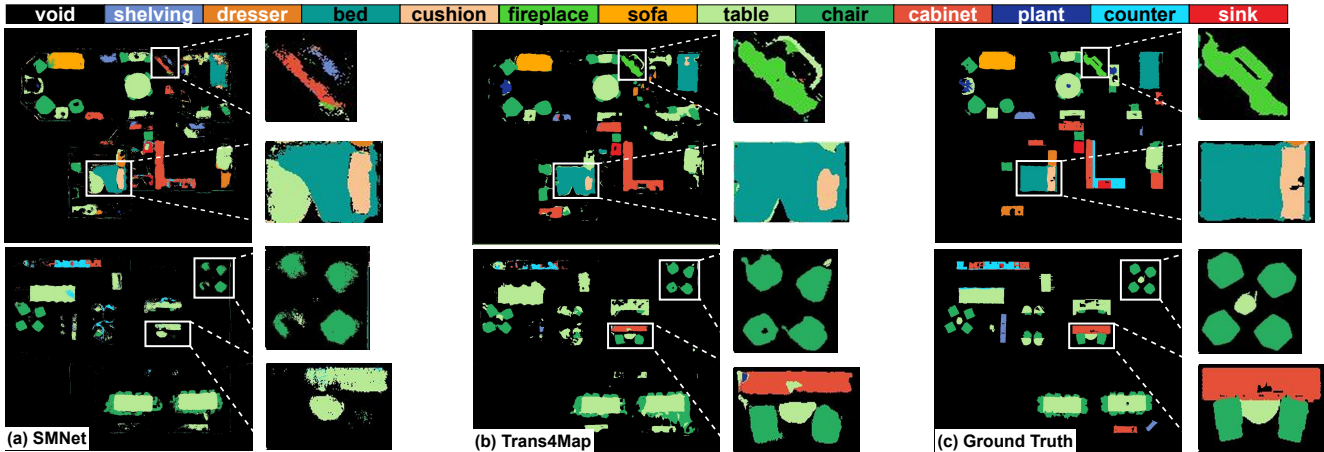 void shelving dresser bed cushion fireplace sofa table chair cabinet plant counter sink
(a) SMNet
(b) Trans4Map
(c) Ground Truth